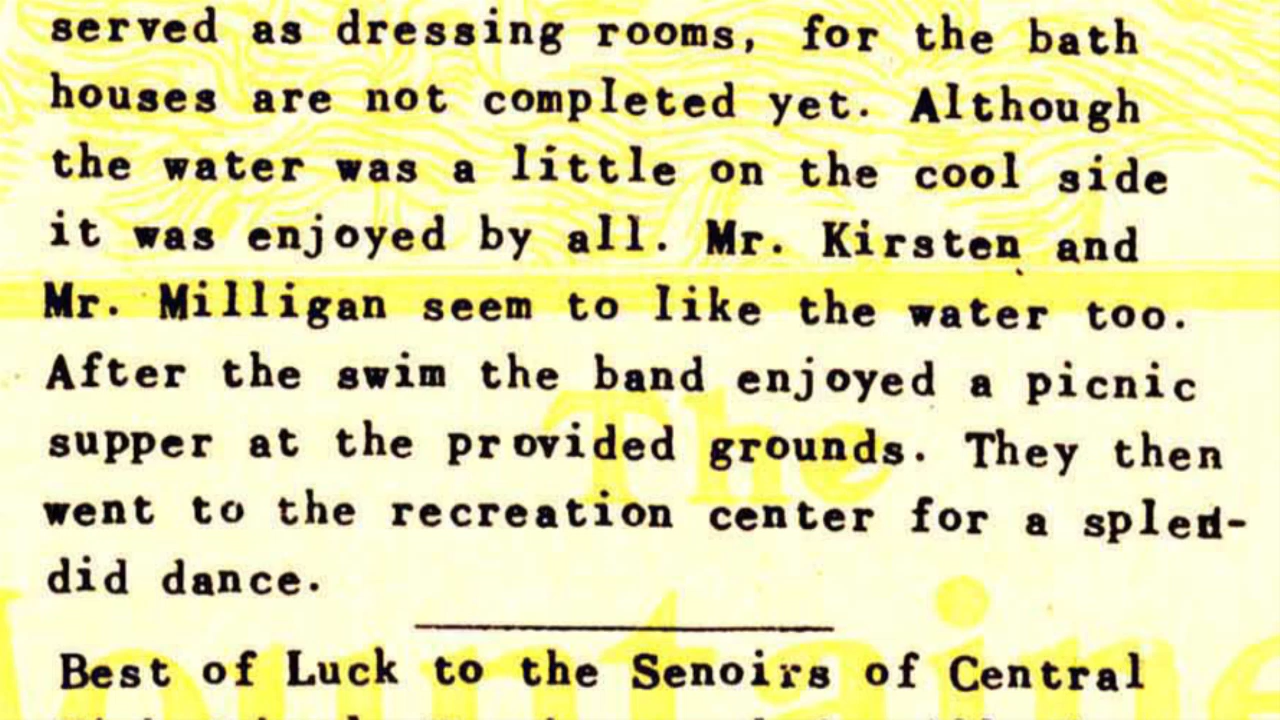 served as dressing rooms, for the bath
houses are not completed yet. Although
the water was a little on the cool side
it was enjoyed by all. Mr. Kirsten and
Mr. Milligan seem to like the water too.
After the swim the band enjoyed a picnic
supper at the provided grounds. They then
went to the recreation center for a splen-
did dance.
The
Mountaine
Best of Luck to the Senoirs of Central